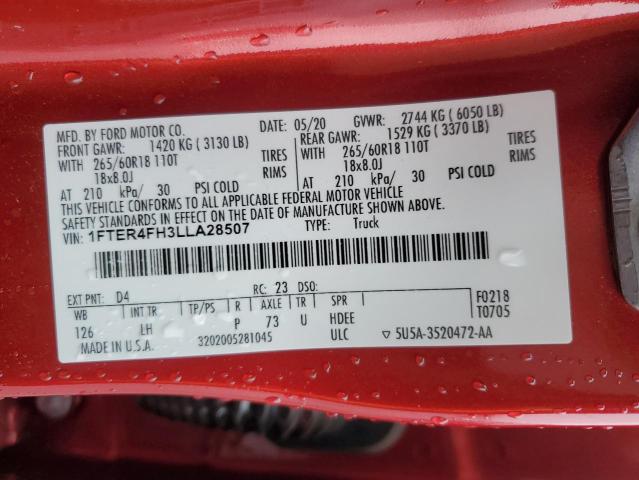 MFD. BY FORD MOTOR CO. DATE: 05/20 GVWR: 2744 KG ( 6050 LB)
FRONT GAWR: 1420 KG ( 3130 LB) REAR GAWR: 1529 KG ( 3370 LB)
WITH 265/60R18 110T TIRES WITH 265/60R18 110T TIRES
18x8.0J RIMS 18x8.0J RIMS
AT 210 kPa/ 30 PSI COLD AT 210 kPa/ 30 PSI COLD
THIS VEHICLE CONFORMS TO ALL APPLICABLE FEDERAL MOTOR VEHICLE
SAFETY STANDARDS IN EFFECT ON THE DATE OF MANUFACTURE SHOWN ABOVE.
VIN: 1FTER4FH3LLA28507 TYPE: Truck
EXT PNT: D4 RC: 23 DSO: F0218
WB INT TR TP/PS R AXLE TR SPR T0705
126 LH P 73 U HDEE
MADE IN U.S.A. 3202005281045 ULC ▽ 5U5A-3520472-AA